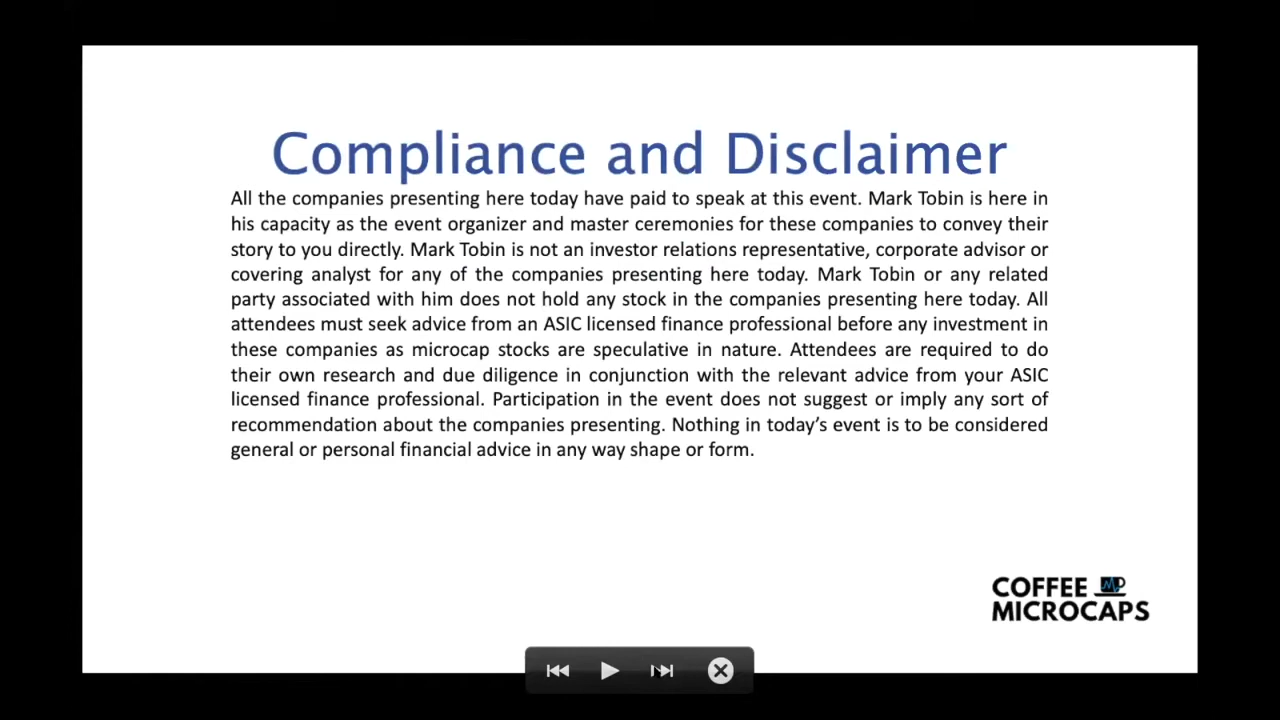 Compliance and Disclaimer
All the companies presenting here today have paid to speak at this event. Mark Tobin is here in
his capacity as the event organizer and master ceremonies for these companies to convey their
story to you directly. Mark Tobin is not an investor relations representative, corporate advisor or
covering analyst for any of the companies presenting here today. Mark Tobin or any related
party associated with him does not hold any stock in the companies presenting here today. All
attendees must seek advice from an ASIC licensed finance professional before any investment in
these companies as microcap stocks are speculative in nature. Attendees are required to do
their own research and due diligence in conjunction with the relevant advice from your ASIC
licensed finance professional. Participation in the event does not suggest or imply any sort of
recommendation about the companies presenting. Nothing in today’s event is to be considered
general or personal financial advice in any way shape or form.
COFFEE
MICROCAPS